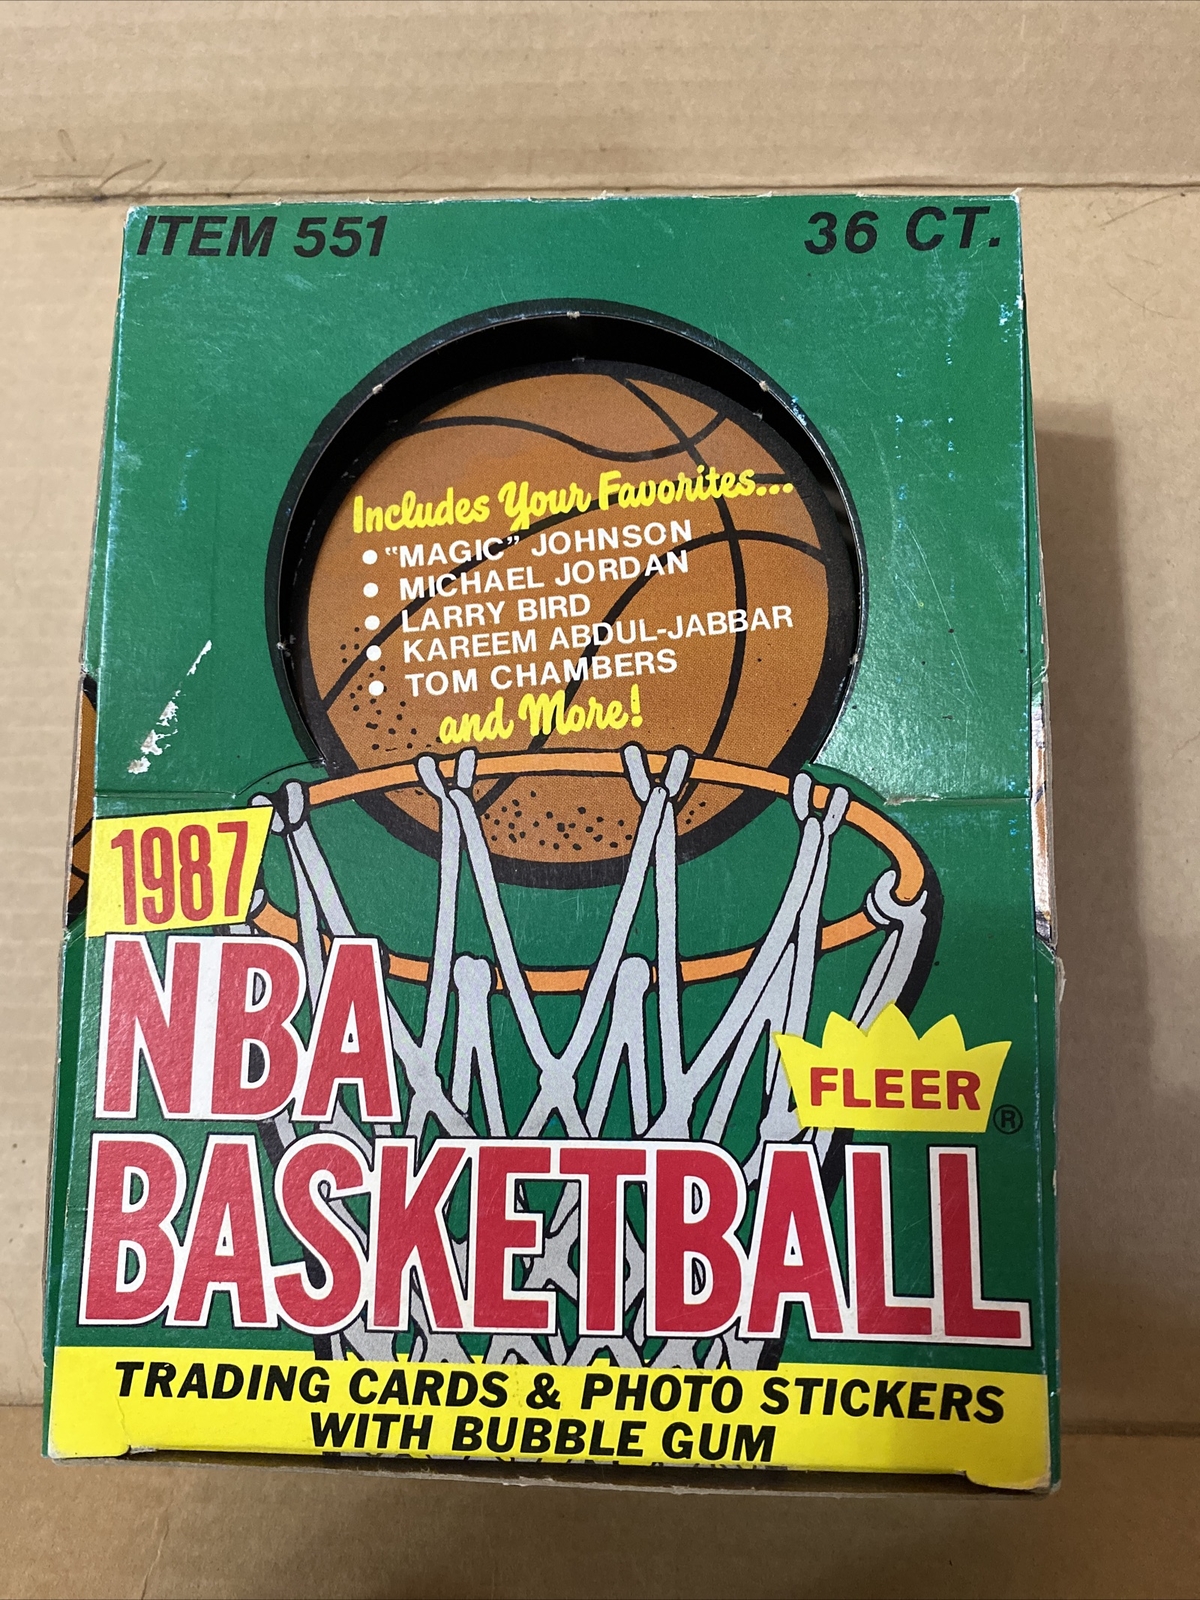 ITEM 551
36 CT.
Includes Your Favorites...
• "MAGIC" JOHNSON
• MICHAEL JORDAN
• LARRY BIRD
• KAREEM ABDUL-JABBAR
• TOM CHAMBERS
and More!
1987
NBA
FLEER®
BASKETBALL
TRADING CARDS & PHOTO STICKERS
WITH BUBBLE GUM